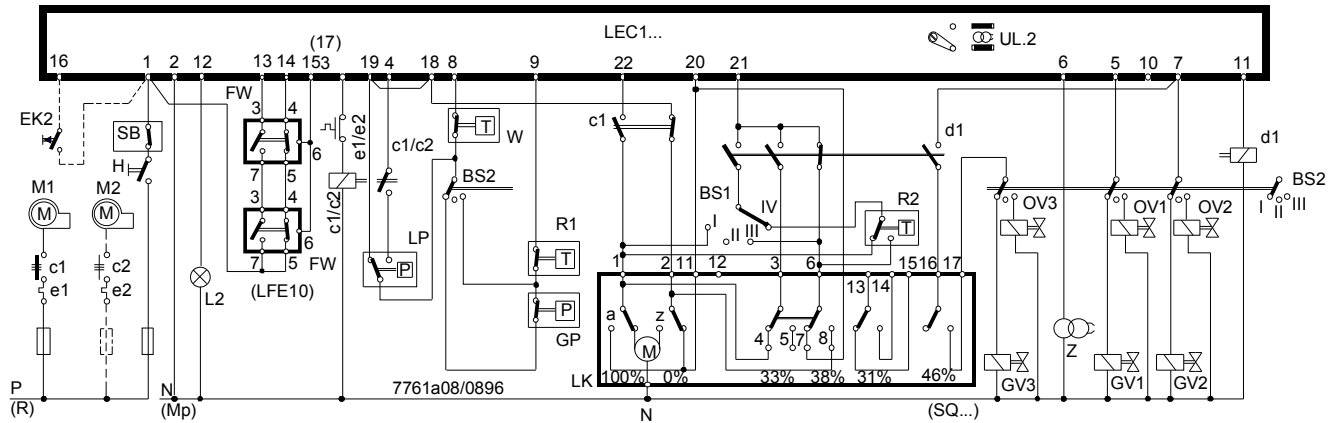 LEC1...
UL.2
(17)
16 1 2 12 13 14 153 19 4 18 8 9 22 20 21 6 5 10 7 11
FW
3 4
EK2
SB
H
6
7 5
e1/e2
c1/c2
T
W
c1
d1
d1
M1
M
M2
M
3 4
6
7 5
FW
(LFE10)
c1/c2
BS2
BS1
IV
I
II
III
R2
T
BS2
I
II
III
OV3
OV1
OV2
c1
e1
c2
e2
L2
LP
P
R1
T
P
GP
1 2 11 12 3 6 13 14 15 16 17
a
z
M
4 5 7 8
Z
GV3
GV1
GV2
LK
100% 0% 33% 38% 31% 46%
7761a08/0896
P
(R)
N
(Mp)
N
(SQ...)